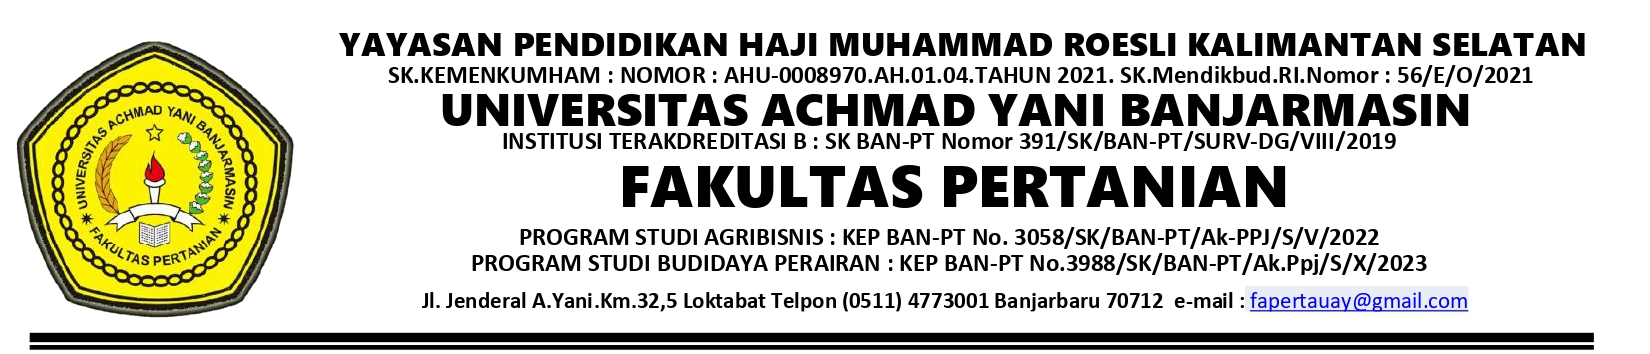 YAYASAN PENDIDIKAN HAJI MUHAMMAD ROESLI KALIMANTAN SELATAN
SK.KEMENKUMHAM : NOMOR : AHU-0008970.AH.01.04.TAHUN 2021. SK.Mendikbud.RI.Nomor : 56/E/O/2021
UNIVERSITAS ACHMAD YANI BANJARMASIN
INSTITUSI TERAKDREDITASI B : SK BAN-PT Nomor 391/SK/BAN-PT/SURV-DG/VIII/2019
FAKULTAS PERTANIAN
PROGRAM STUDI AGRIBISNIS : KEP BAN-PT No. 3058/SK/BAN-PT/Ak-PPJ/S/V/2022
PROGRAM STUDI BUDIDAYA PERAIRAN : KEP BAN-PT No.3988/SK/BAN-PT/Ak.Ppj/S/X/2023
Jl. Jenderal A.Yani.Km.32,5 Loktabat Telpon (0511) 4773001 Banjarbaru 70712 e-mail : fapertauay@gmail.com
UNIVERSITAS ACHMAD YANI BANJARMASIN
FAKULTAS PERTANIAN